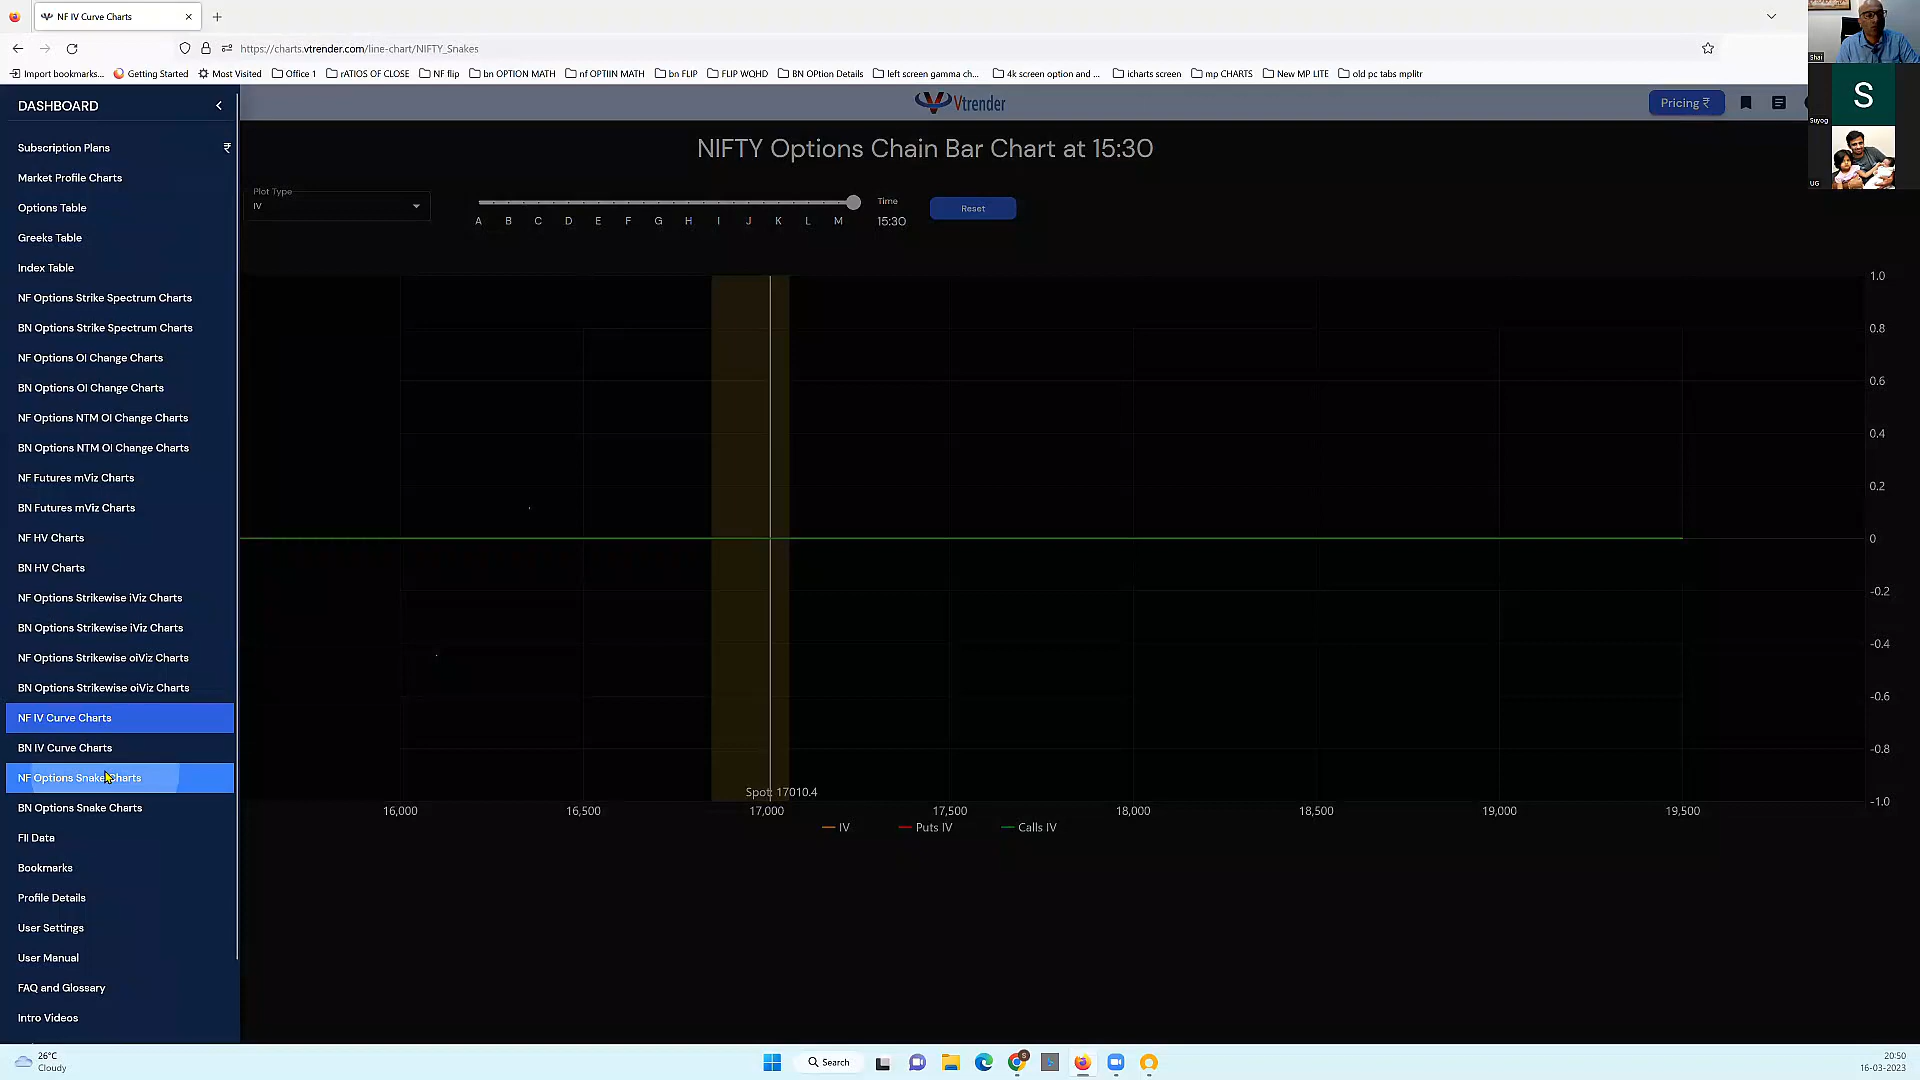 NF IV Curve Charts
https://charts.vtrender.com/line-chart/NIFTY_Snakes
Import bookmarks... Getting Started Most Visited Office 1 rATIOS OF CLOSE NF flip bn OPTION MATH nf OPTIIN MATH bn FLIP FLIP WQHD BN OPtion Details left screen gamma ch... 4k screen option and ... icharts screen mp CHARTS New MP LITE old pc tabs mplitr
Shai
S
Suyog
UG
DASHBOARD
Vtrender
Pricing ₹
Subscription Plans ₹
Market Profile Charts
Options Table
Greeks Table
Index Table
NF Options Strike Spectrum Charts
BN Options Strike Spectrum Charts
NF Options OI Change Charts
BN Options OI Change Charts
NF Options NTM OI Change Charts
BN Options NTM OI Change Charts
NF Futures mViz Charts
BN Futures mViz Charts
NF HV Charts
BN HV Charts
NF Options Strikewise iViz Charts
BN Options Strikewise iViz Charts
NF Options Strikewise oiViz Charts
BN Options Strikewise oiViz Charts
NF IV Curve Charts
BN IV Curve Charts
NF Options Snake Charts
BN Options Snake Charts
FII Data
Bookmarks
Profile Details
User Settings
User Manual
FAQ and Glossary
Intro Videos
NIFTY Options Chain Bar Chart at 15:30
Plot Type
IV
A B C D E F G H I J K L M
Time
15:30
Reset
1.0
0.8
0.6
0.4
0.2
0
-0.2
-0.4
-0.6
-0.8
-1.0
Spot: 17010.4
16,000 16,500 17,000 17,500 18,000 18,500 19,000 19,500
IV Puts IV Calls IV
26°C
Cloudy
Search
20:50
16-03-2023